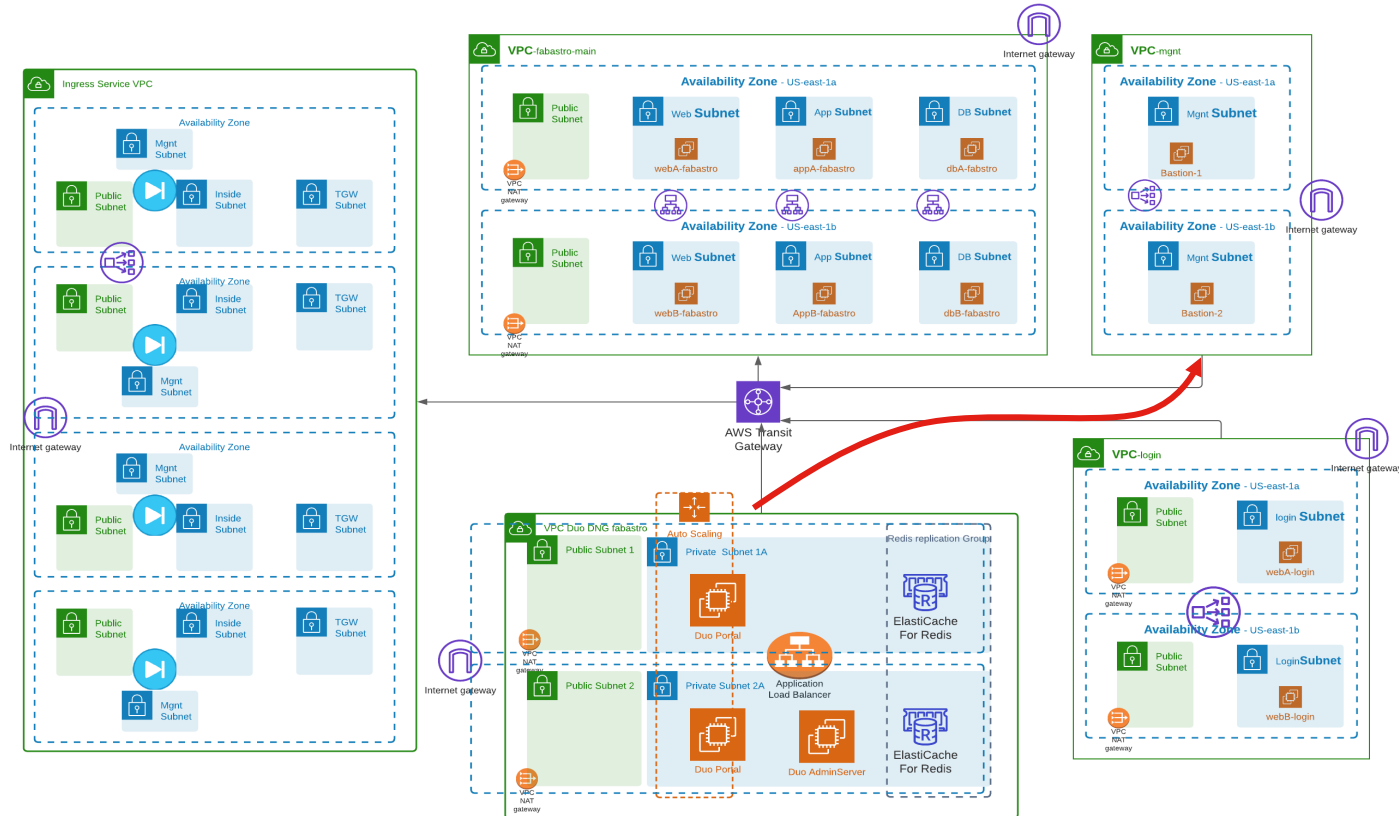 Ingress Service VPC
Availability Zone
Mgnt
Subnet
Public
Subnet
Inside
Subnet
TGW
Subnet
Availability Zone
Public
Subnet
Inside
Subnet
TGW
Subnet
Mgnt
Subnet
Internet gateway
Availability Zone
Mgnt
Subnet
Public
Subnet
Inside
Subnet
TGW
Subnet
Availability Zone
Public
Subnet
Inside
Subnet
TGW
Subnet
Mgnt
Subnet
VPC-fabastro-main
Internet gateway
Availability Zone - US-east-1a
Public
Subnet
Web Subnet
App Subnet
DB Subnet
webA-fabastro
appA-fabastro
dbA-fabastro
VPC
NAT
gateway
Availability Zone - US-east-1b
Public
Subnet
Web Subnet
App Subnet
DB Subnet
webB-fabastro
AppB-fabastro
dbB-fabastro
VPC
NAT
gateway
VPC-mgnt
Availability Zone - US-east-1a
Mgnt Subnet
Bastion-1
Internet gateway
Availability Zone - US-east-1b
Mgnt Subnet
Bastion-2
AWS Transit
Gateway
VPC Duo DNG fabastro
Auto Scaling
Redis replication Group
Public Subnet 1
Private Subnet 1A
Duo Portal
ElastiCache
For Redis
VPC
NAT
gateway
Internet gateway
Application
Load Balancer
Public Subnet 2
Private Subnet 2A
Duo Portal
Duo AdminServer
ElastiCache
For Redis
VPC
NAT
gateway
VPC-login
Internet gateway
Availability Zone - US-east-1a
Public
Subnet
login Subnet
webA-login
VPC
NAT
gateway
Availability Zone - US-east-1b
Public
Subnet
LoginSubnet
webB-login
VPC
NAT
gateway
R
R